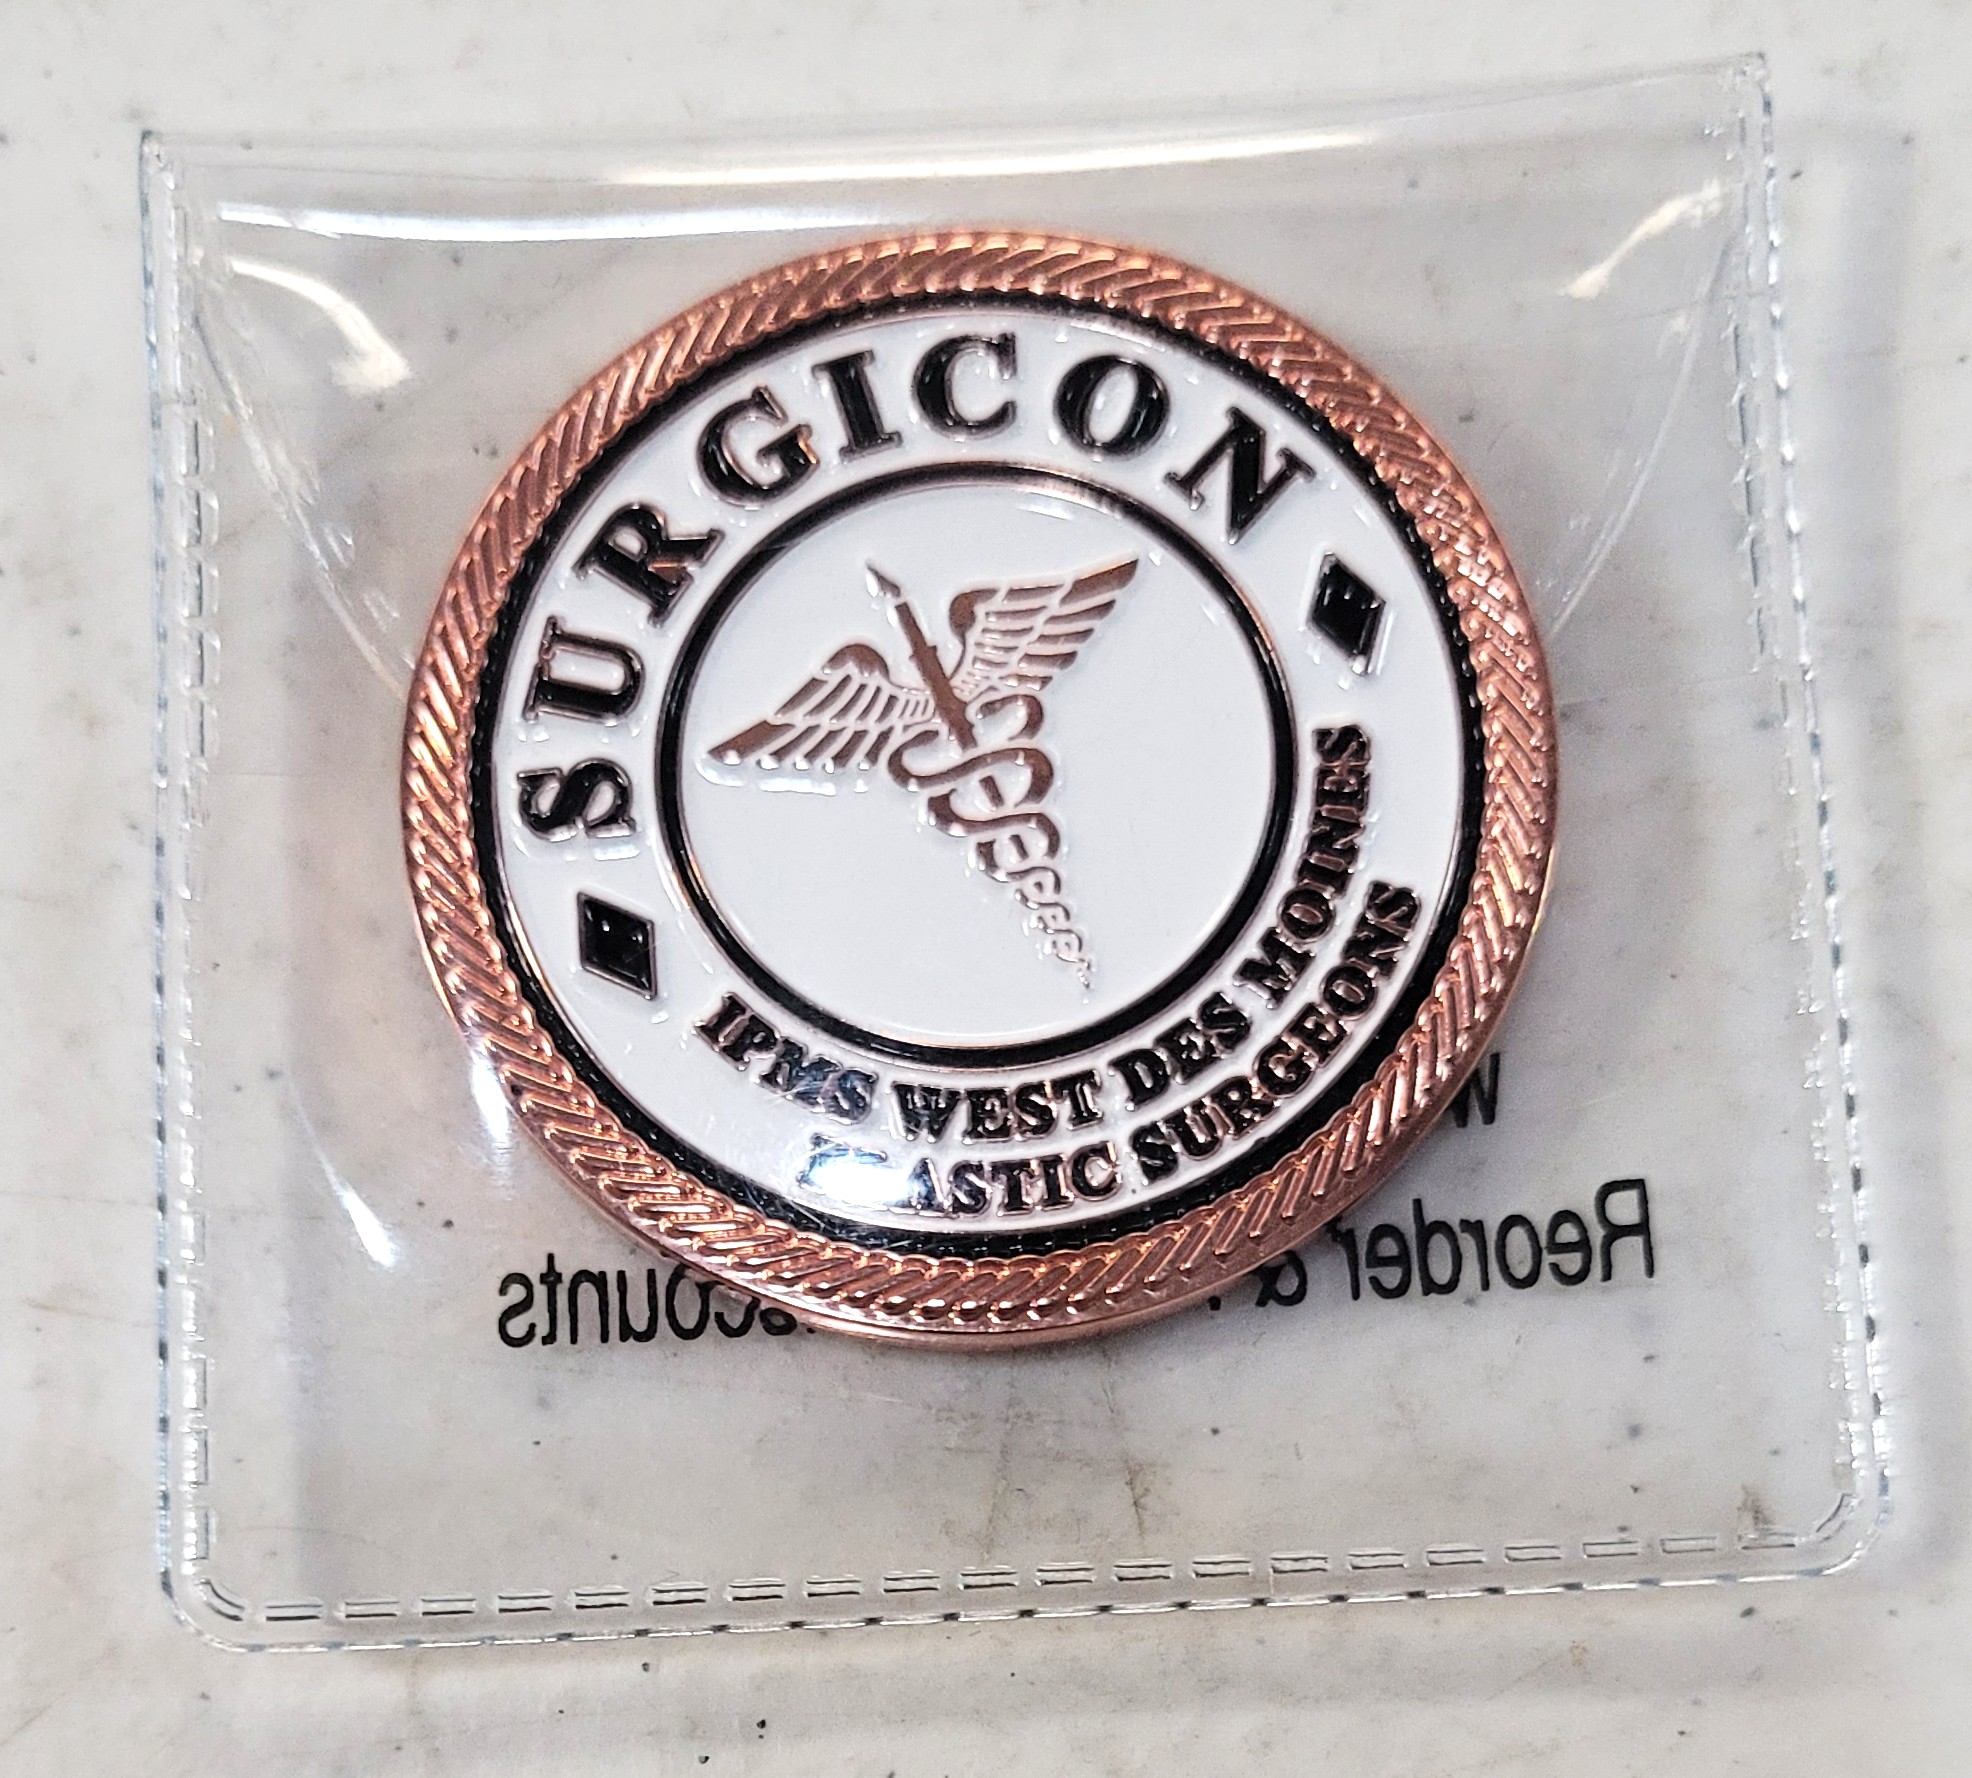 SURGICON
IPMS WEST DES MOINES
PLASTIC SURGEONS
Reorder &